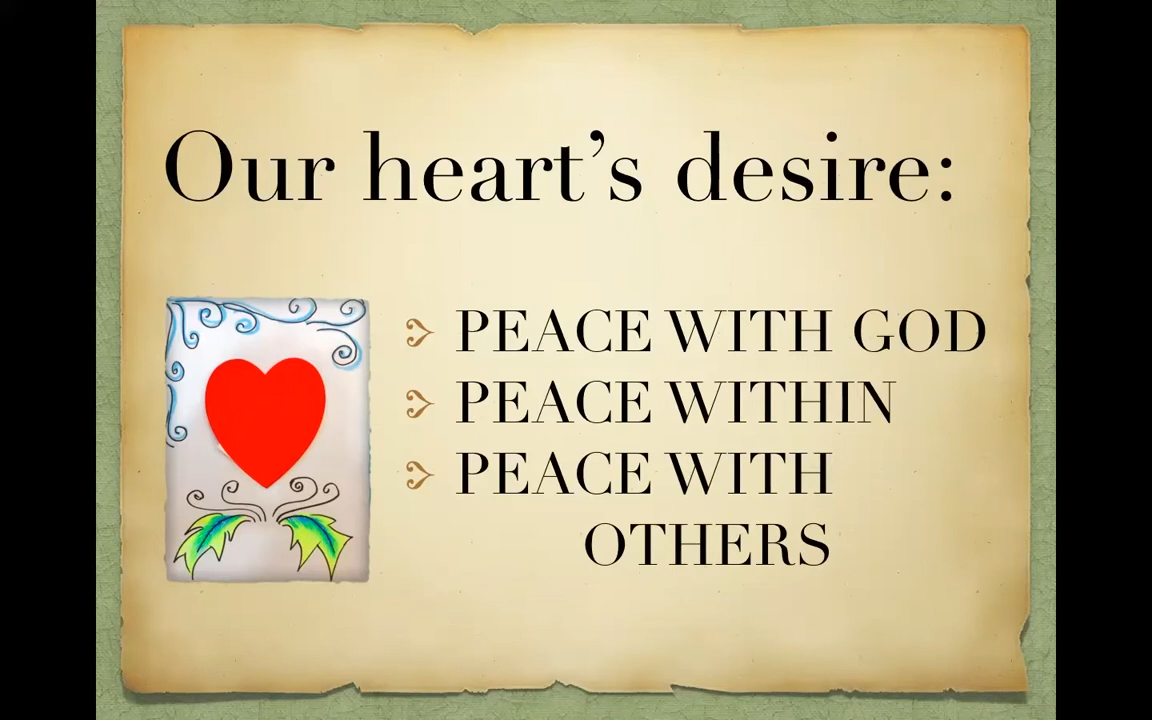 Our heart’s desire:
PEACE WITH GOD
PEACE WITHIN
PEACE WITH
OTHERS